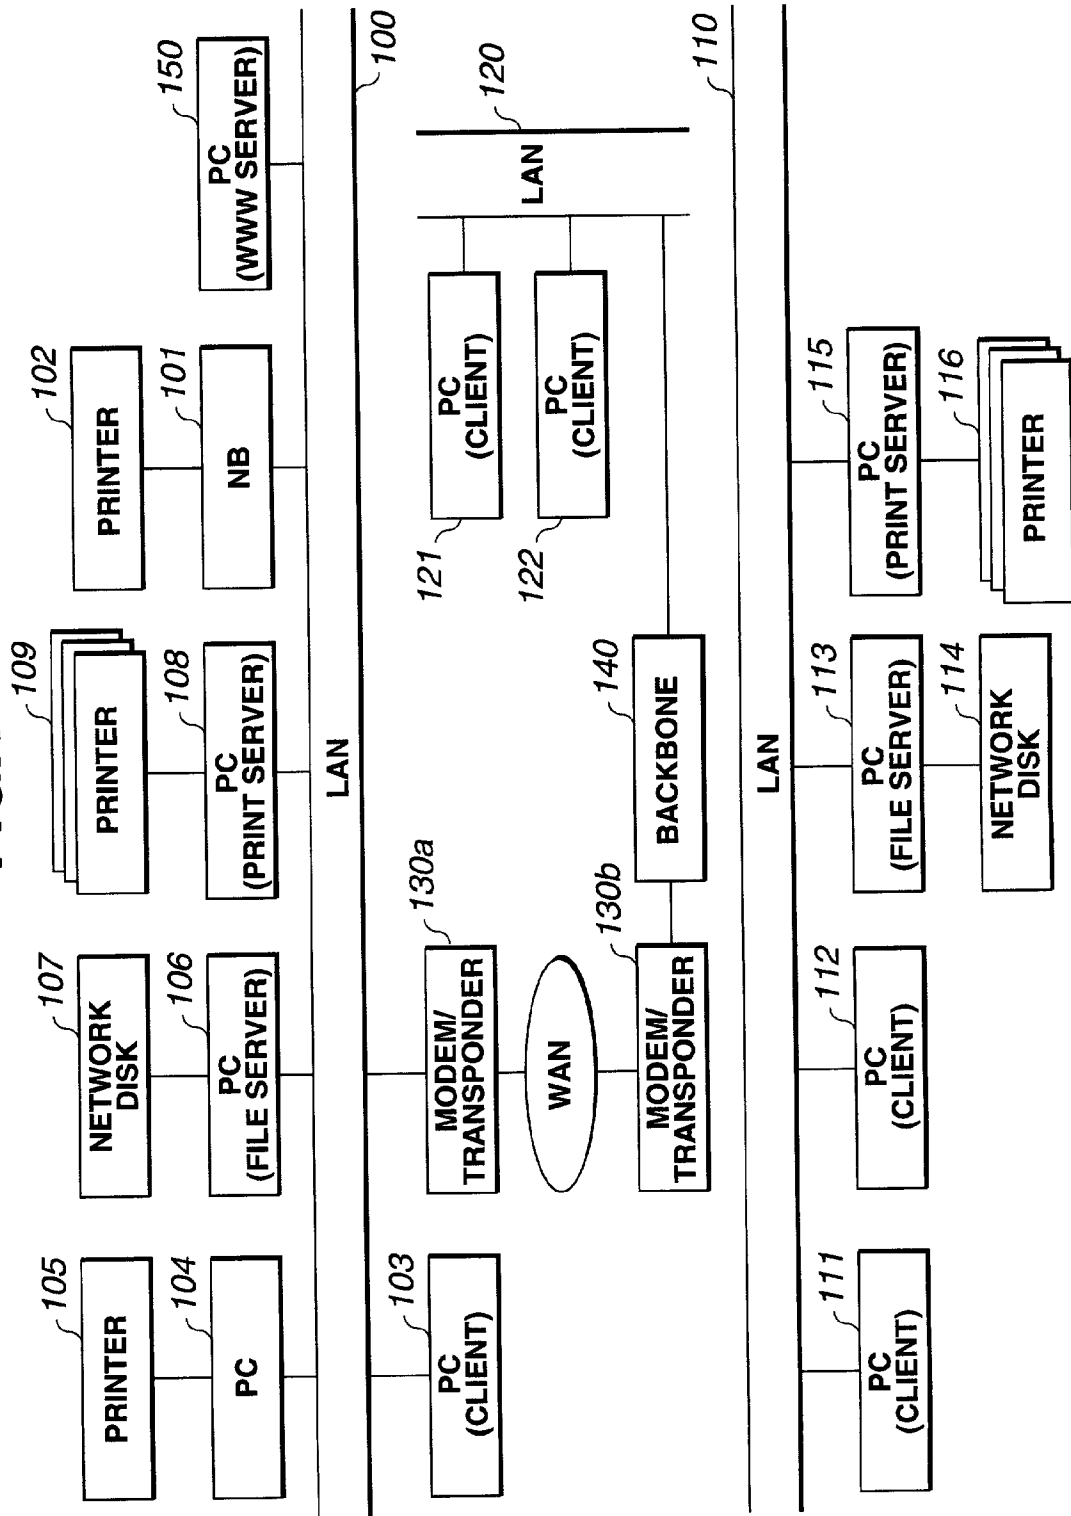 105
PRINTER
104
PC
107
NETWORK
DISK
106
PC
(FILE SERVER)
109
PRINTER
108
PC
(PRINT SERVER)
102
PRINTER
101
NB
150
PC
(WWW SERVER)
LAN
100
103
PC
(CLIENT)
130a
MODEM/
TRANSPONDER
WAN
130b
MODEM/
TRANSPONDER
140
BACKBONE
121
PC
(CLIENT)
122
PC
(CLIENT)
LAN
120
LAN
110
111
PC
(CLIENT)
112
PC
(CLIENT)
113
PC
(FILE SERVER)
114
NETWORK
DISK
115
PC
(PRINT SERVER)
116
PRINTER